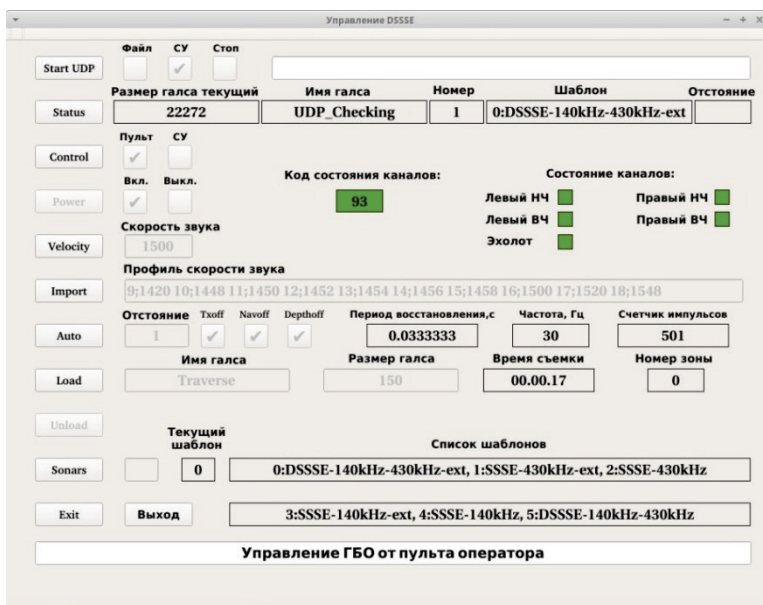 Управление DSSSE
Файл СУ Стоп
Start UDP
Размер галса текущий Имя галса Номер Шаблон Отстояние
Status 22272 UDP_Checking 1 0:DSSSE-140kHz-430kHz-ext
Пульт СУ
Control
Код состояния каналов: Состояние каналов:
Вкл. Выкл.
Power 93 Левый НЧ Правый НЧ
Левый ВЧ Правый ВЧ
Скорость звука
Velocity 1500 Эхолот
Профиль скорости звука
Import 9;1420 10;1448 11;1450 12;1452 13;1454 14;1456 15;1458 16;1500 17;1520 18;1548
Отстояние Txoff Navoff Depthoff Период восстановления,с Частота, Гц Счетчик импульсов
Auto 1 0.0333333 30 501
Имя галса Размер галса Время съемки Номер зоны
Load Traverse 150 00.00.17 0
Unload
Текущий
шаблон Список шаблонов
Sonars 0 0:DSSSE-140kHz-430kHz-ext, 1:SSSE-430kHz-ext, 2:SSSE-430kHz
Exit Выход 3:SSSE-140kHz-ext, 4:SSSE-140kHz, 5:DSSSE-140kHz-430kHz
Управление ГБО от пульта оператора